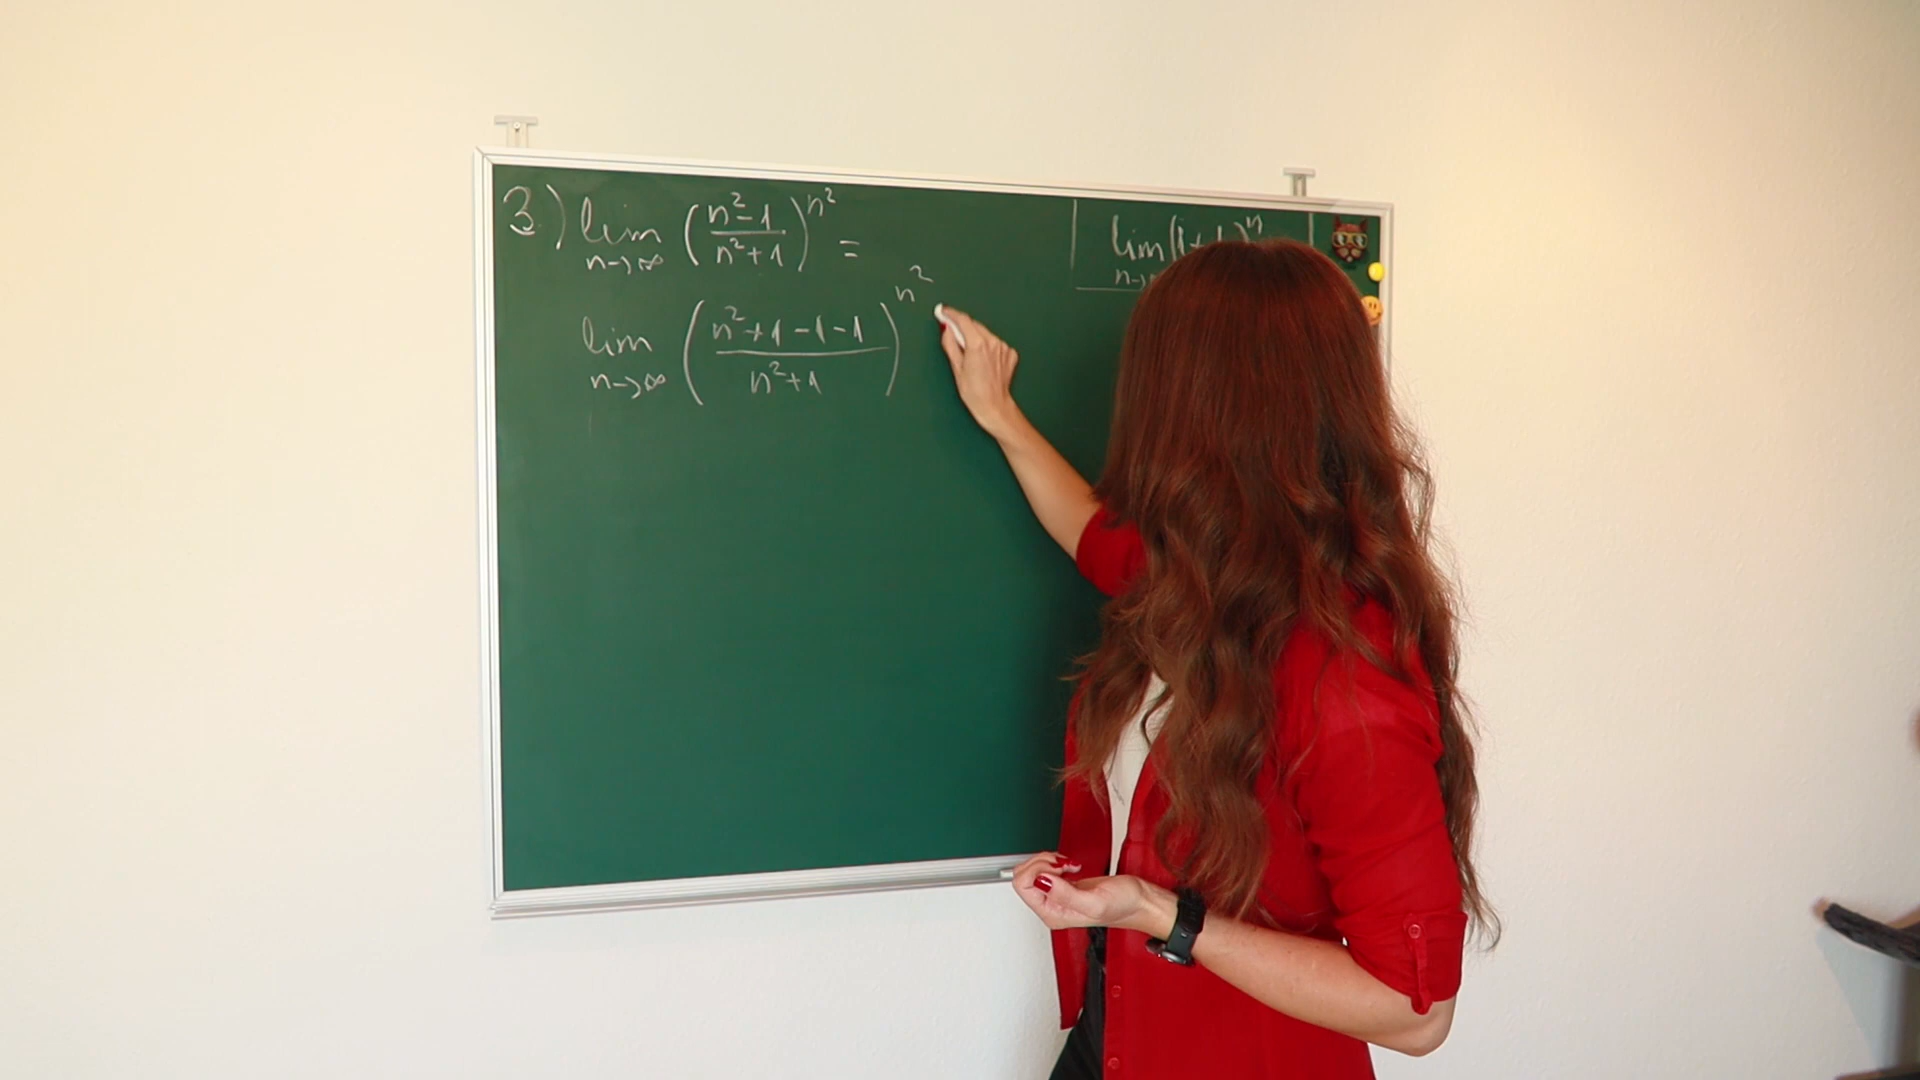 3.) lim n→∞ ((n²-1)/(n²+1))^n² =
lim n→∞ ((n²+1-1-1)/(n²+1))^n²
lim n→ (1+ n